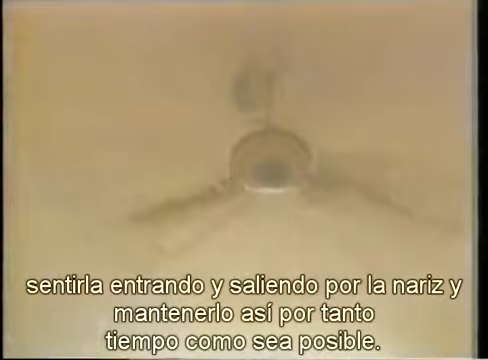 sentirla entrando y saliendo por la nariz y
mantenerlo así por tanto
tiempo como sea posible.